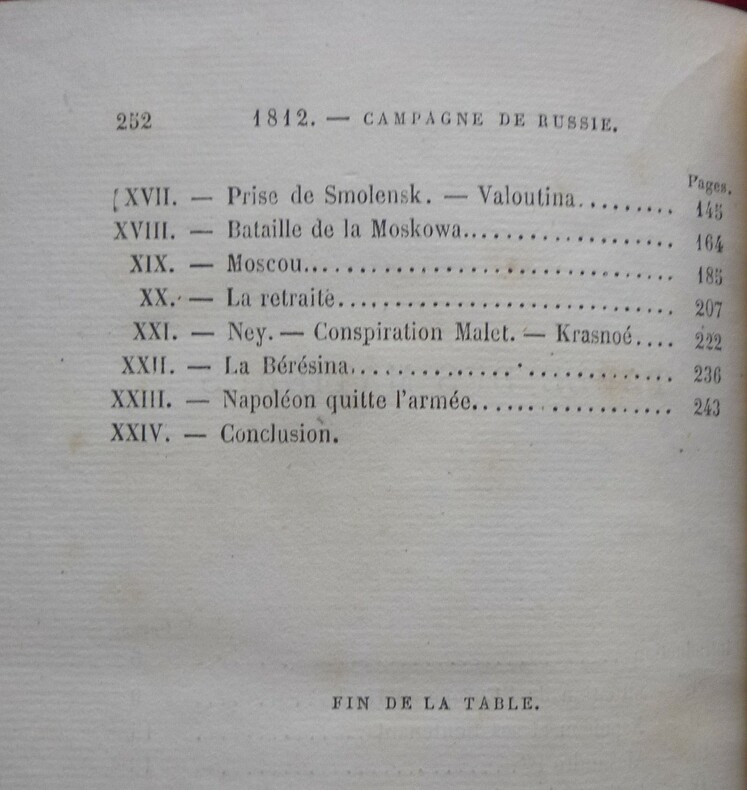 252 1812. — CAMPAGNE DE RUSSIE.
Pages.
XVII. — Prise de Smolensk. — Valoutina......... 145
XVIII. — Bataille de la Moskowa................... 164
XIX. — Moscou.................................. 185
XX. — La retraite.............................. 207
XXI. — Ney. — Conspiration Malet. — Krasnoé.... 222
XXII. — La Bérésina............................. 236
XXIII. — Napoléon quitte l'armée.................. 243
XXIV. — Conclusion.
FIN DE LA TABLE.